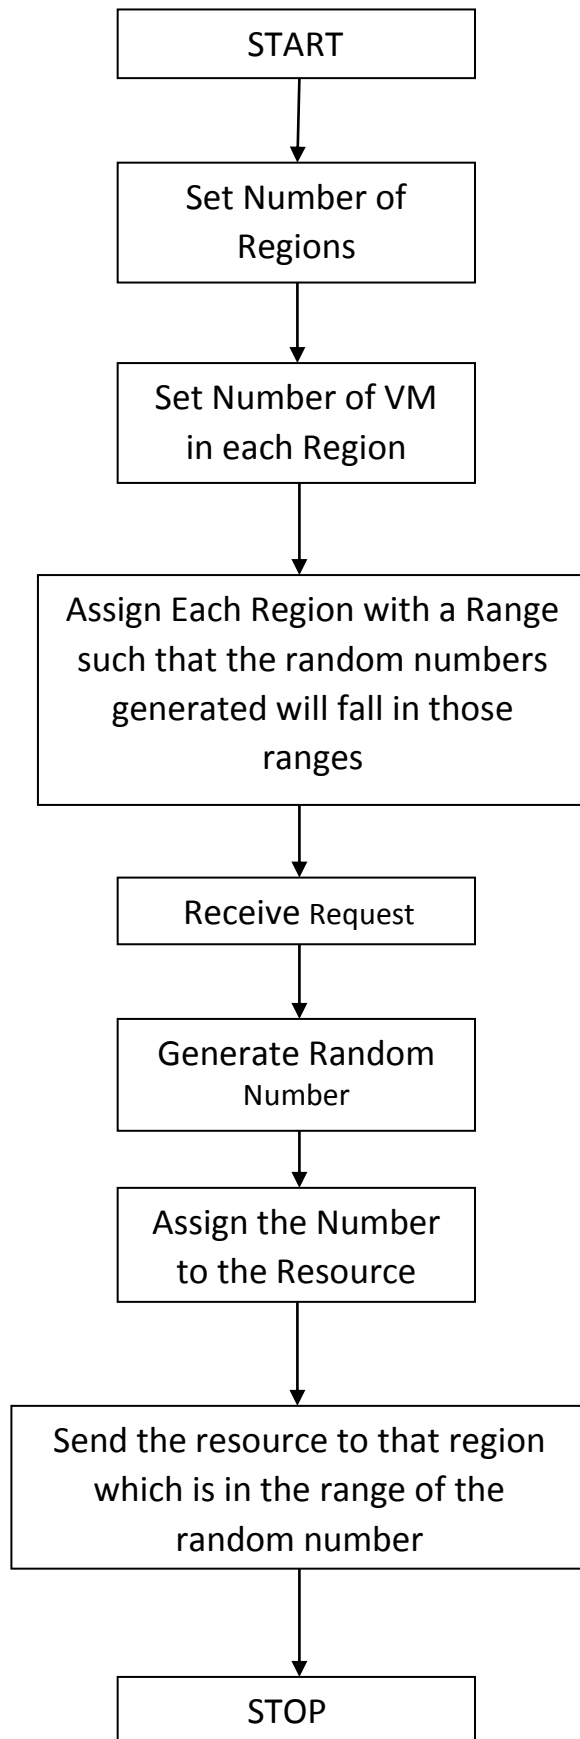 START
Set Number of
Regions
Set Number of VM
in each Region
Assign Each Region with a Range
such that the random numbers
generated will fall in those
ranges
Receive Request
Generate Random
Number
Assign the Number
to the Resource
Send the resource to that region
which is in the range of the
random number
STOP